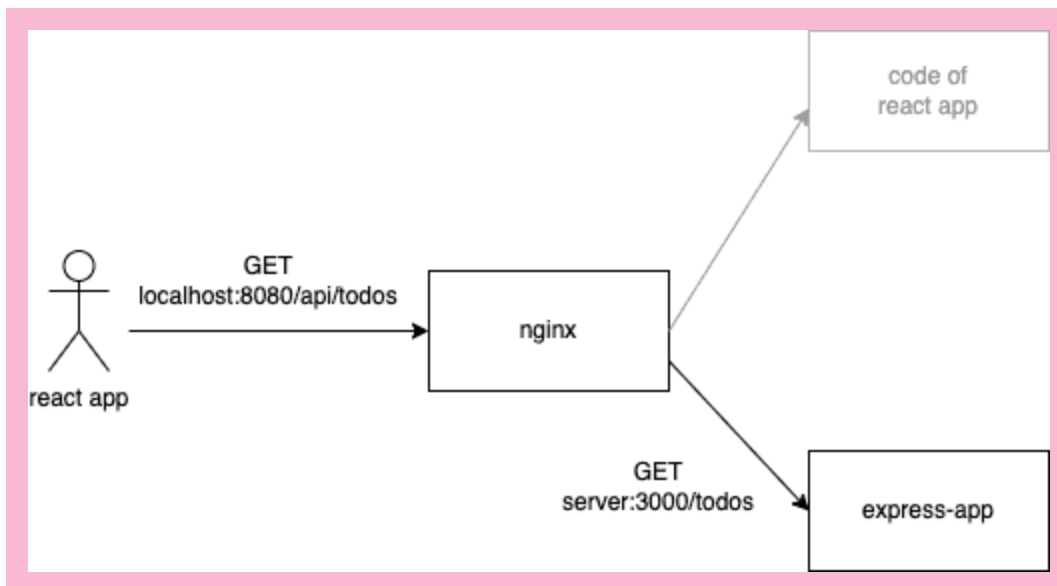 code of
react app
GET
localhost:8080/api/todos
nginx
react app
GET
server:3000/todos
express-app